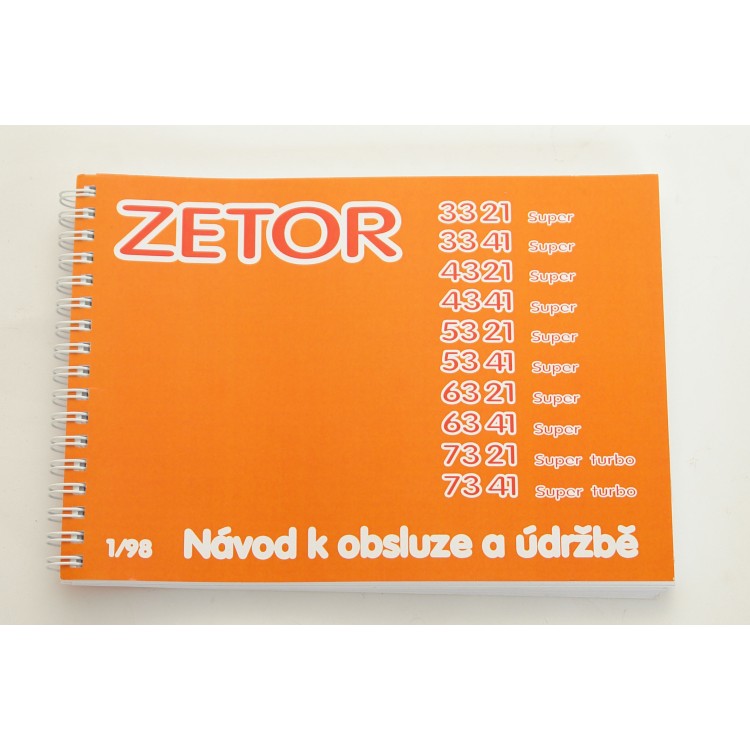 ZETOR
3321 Super
3341 Super
4321 Super
4341 Super
5321 Super
5341 Super
6321 Super
6341 Super
7321 Super turbo
7341 Super turbo
1/98 Návod k obsluze a údržbě